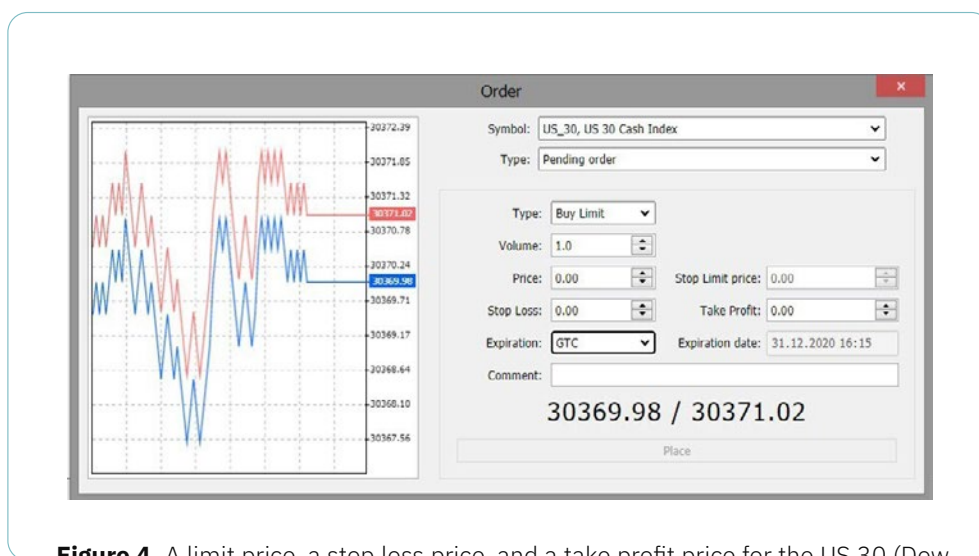 Order
30372.39
30371.85
30371.32
30371.02
30370.78
30370.24
30369.98
30369.71
30369.17
30368.64
30368.10
30367.56
Symbol: US_30, US 30 Cash Index
Type: Pending order
Type: Buy Limit
Volume: 1.0
Price: 0.00 Stop Limit price: 0.00
Stop Loss: 0.00 Take Profit: 0.00
Expiration: GTC Expiration date: 31.12.2020 16:15
Comment:
30369.98 / 30371.02
Place
Figure 4. A limit price, a stop loss price, and a take profit price for the US 30 (Dow